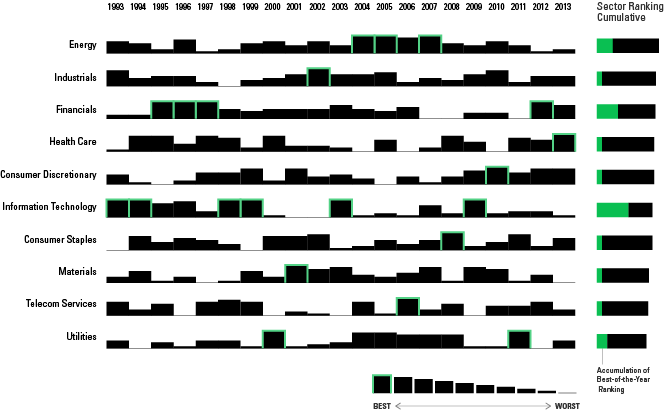 1993 1994 1995 1996 1997 1998 1999 2000 2001 2002 2003 2004 2005 2006 2007 2008 2009 2010 2011 2012 2013
Sector Ranking
Cumulative
Energy
Industrials
Financials
Health Care
Consumer Discretionary
Information Technology
Consumer Staples
Materials
Telecom Services
Utilities
Accumulation of
Best-of-the-Year
Ranking
BEST WORST